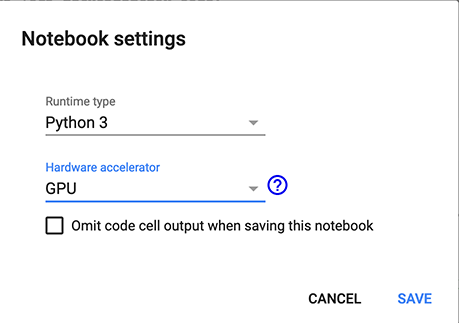 Notebook settings
Runtime type
Python 3
Hardware accelerator
GPU
?
Omit code cell output when saving this notebook
CANCEL SAVE